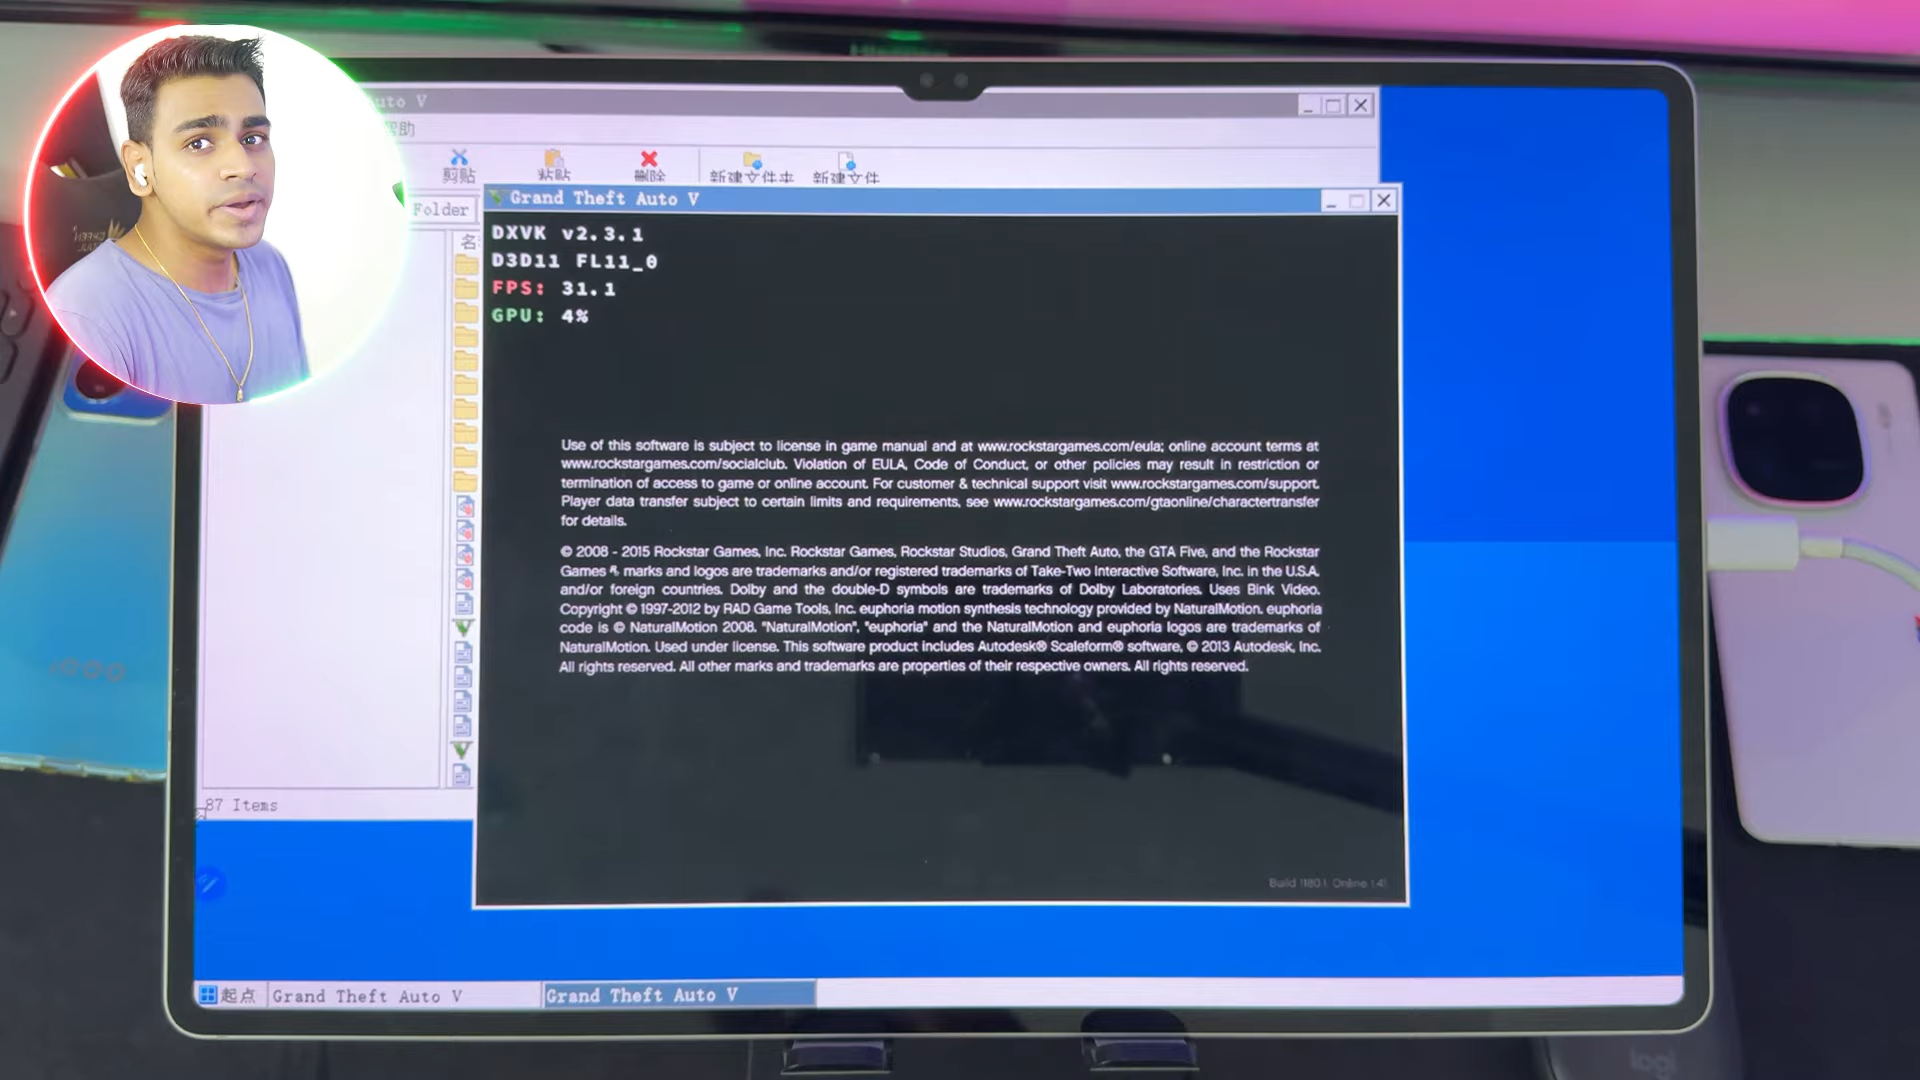 uto V
帮助
剪贴
粘贴
删除
新建文件夹
新建文件
Folder
Grand Theft Auto V
DXVK v2.3.1
D3D11 FL11_0
FPS: 31.1
GPU: 4%
Use of this software is subject to license in game manual and at www.rockstargames.com/eula; online account terms at
www.rockstargames.com/socialclub. Violation of EULA, Code of Conduct, or other policies may result in restriction or
termination of access to game or online account. For customer & technical support visit www.rockstargames.com/support.
Player data transfer subject to certain limits and requirements, see www.rockstargames.com/gtaonline/charactertransfer
for details.
© 2008 - 2015 Rockstar Games, Inc. Rockstar Games, Rockstar Studios, Grand Theft Auto, the GTA Five, and the Rockstar
Games R* marks and logos are trademarks and/or registered trademarks of Take-Two Interactive Software, Inc. in the U.S.A.
and/or foreign countries. Dolby and the double-D symbols are trademarks of Dolby Laboratories. Uses Bink Video.
Copyright © 1997-2012 by RAD Game Tools, Inc. euphoria motion synthesis technology provided by NaturalMotion. euphoria
code is © NaturalMotion 2008. "NaturalMotion", "euphoria" and the NaturalMotion and euphoria logos are trademarks of
NaturalMotion. Used under license. This software product includes Autodesk® Scaleform® software, © 2013 Autodesk, Inc.
All rights reserved. All other marks and trademarks are properties of their respective owners. All rights reserved.
Build 1180.1 Online 1.41
87 Items
起点
Grand Theft Auto V
Grand Theft Auto V
iQOO
logi